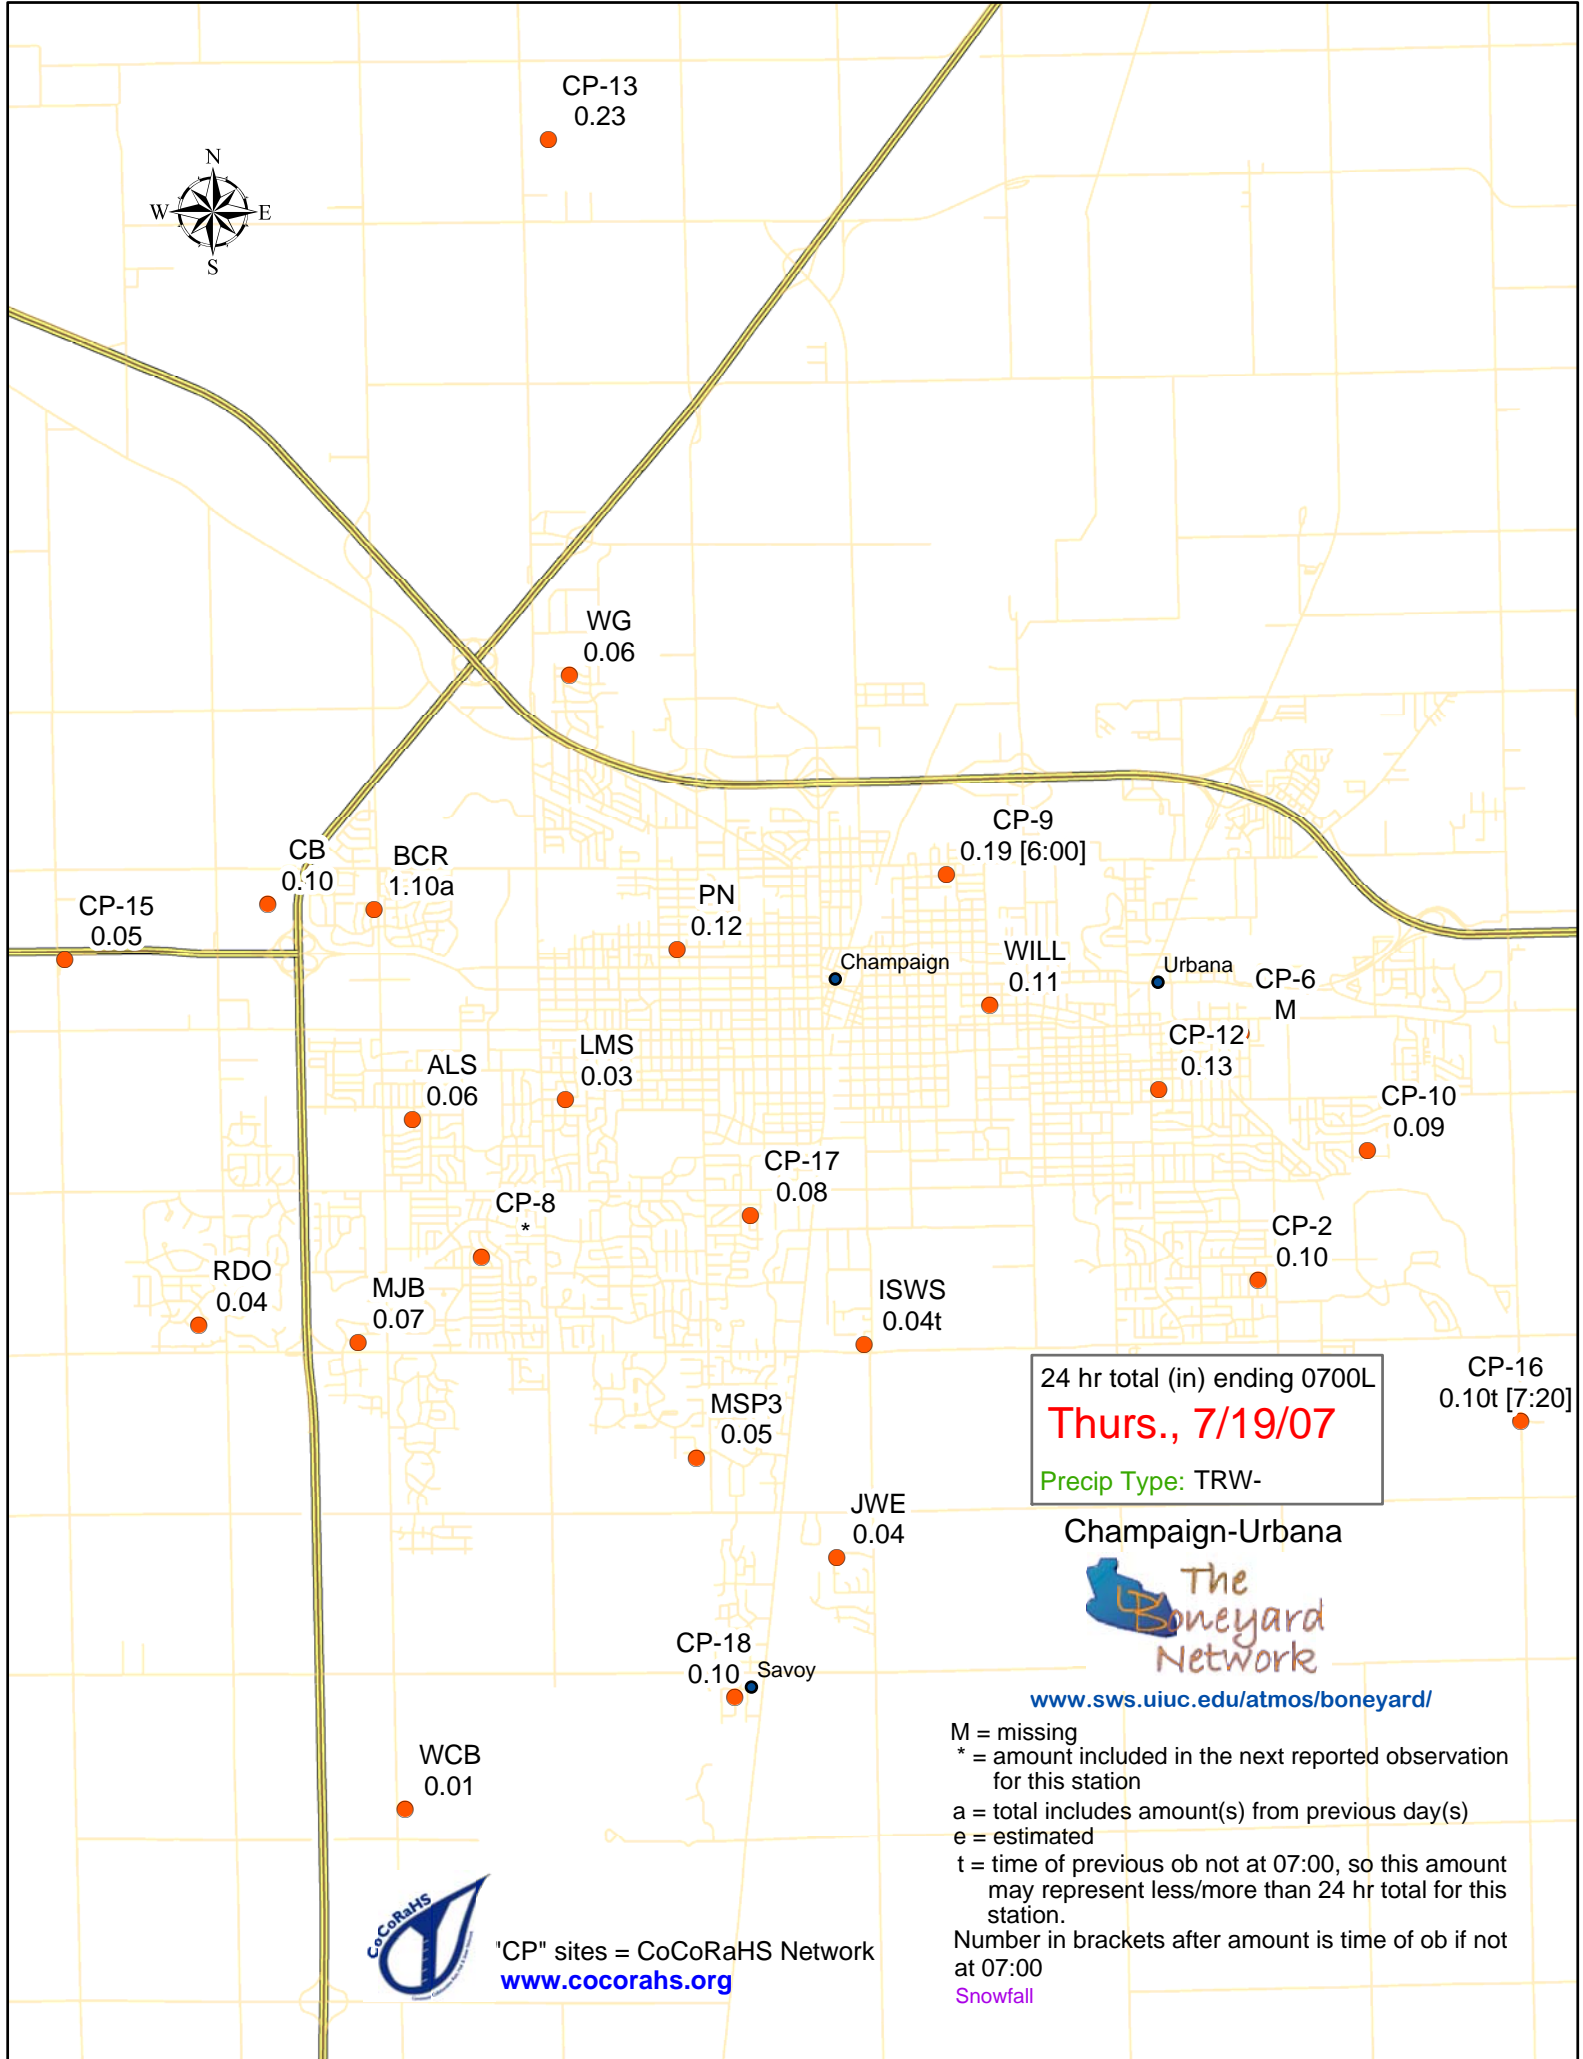 CP-13
0.23
N
W
E
S
WG
0.06
CP-9
0.19 [6:00]
CB
0.10
BCR
1.10a
CP-15
0.05
PN
0.12
Champaign
WILL
0.11
Urbana
CP-6
M
CP-12
0.13
LMS
0.03
ALS
0.06
CP-10
0.09
CP-17
0.08
CP-8
*
CP-2
0.10
RDO
0.04
MJB
0.07
ISWS
0.04t
24 hr total (in) ending 0700L
Thurs., 7/19/07
Precip Type: TRW-
CP-16
0.10t [7:20]
MSP3
0.05
JWE
0.04
Champaign-Urbana
The
Boneyard
Network
CP-18
0.10
Savoy
www.sws.uiuc.edu/atmos/boneyard/
WCB
0.01
M = missing
* = amount included in the next reported observation
for this station
a = total includes amount(s) from previous day(s)
e = estimated
t = time of previous ob not at 07:00, so this amount
may represent less/more than 24 hr total for this
station.
Number in brackets after amount is time of ob if not
at 07:00
Snowfall
CoCoRaHS
"CP" sites = CoCoRaHS Network
www.cocorahs.org